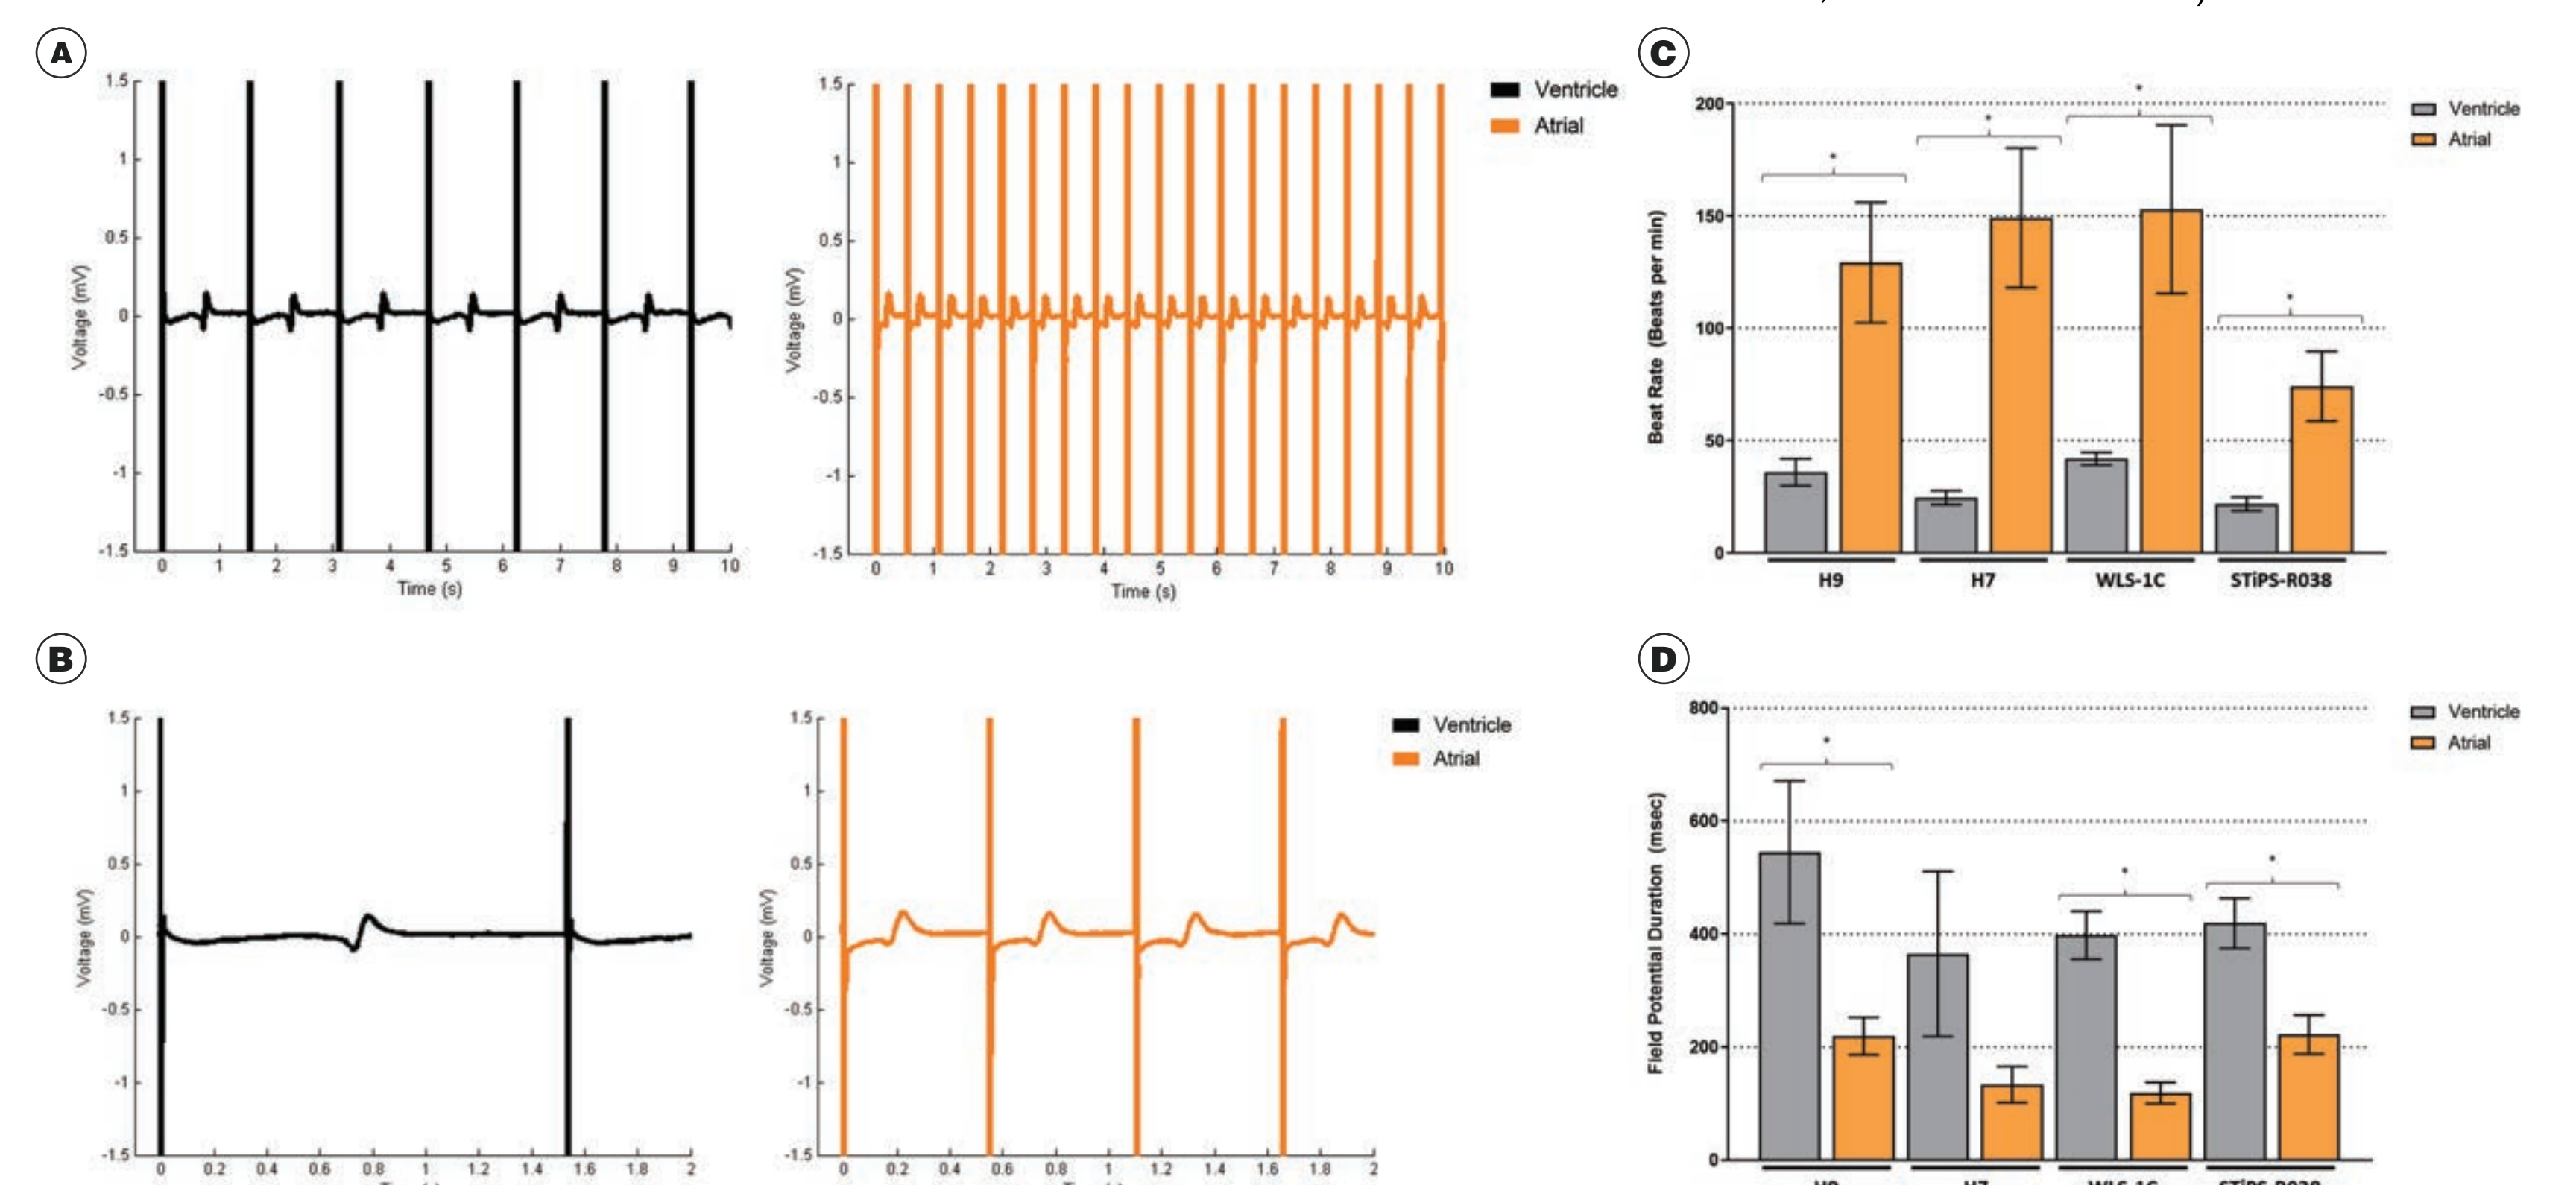 A
1.5
1
0.5
0
-0.5
-1
-1.5
Voltage (mV)
0 1 2 3 4 5 6 7 8 9 10
Time (s)
1.5
1
0.5
0
-0.5
-1
-1.5
Voltage (mV)
0 1 2 3 4 5 6 7 8 9 10
Time (s)
Ventricle
Atrial
B
1.5
1
0.5
0
-0.5
-1
-1.5
Voltage (mV)
0 0.2 0.4 0.6 0.8 1 1.2 1.4 1.6 1.8 2
1.5
1
0.5
0
-0.5
-1
-1.5
Voltage (mV)
0 0.2 0.4 0.6 0.8 1 1.2 1.4 1.6 1.8 2
Ventricle
Atrial
C
200
150
100
50
0
Beat Rate (Beats per min)
* * * *
H9 H7 WLS-1C STiPS-R038
Ventricle
Atrial
D
800
600
400
200
0
Field Potential Duration (msec)
* * *
Ventricle
Atrial